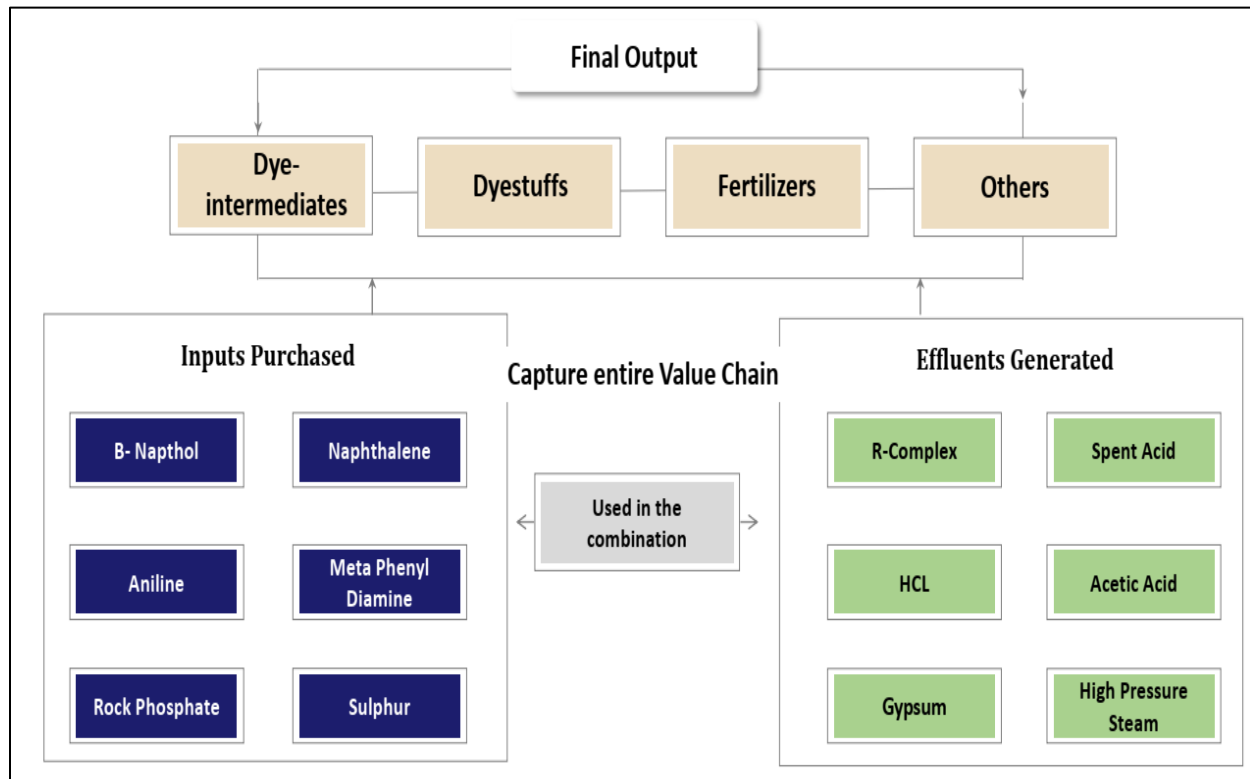 Final Output
Dye-
intermediates
Dyestuffs
Fertilizers
Others
Inputs Purchased
Capture entire Value Chain
Effluents Generated
B- Napthol
Naphthalene
Used in the
combination
R-Complex
Spent Acid
Aniline
Meta Phenyl
Diamine
HCL
Acetic Acid
Rock Phosphate
Sulphur
Gypsum
High Pressure
Steam